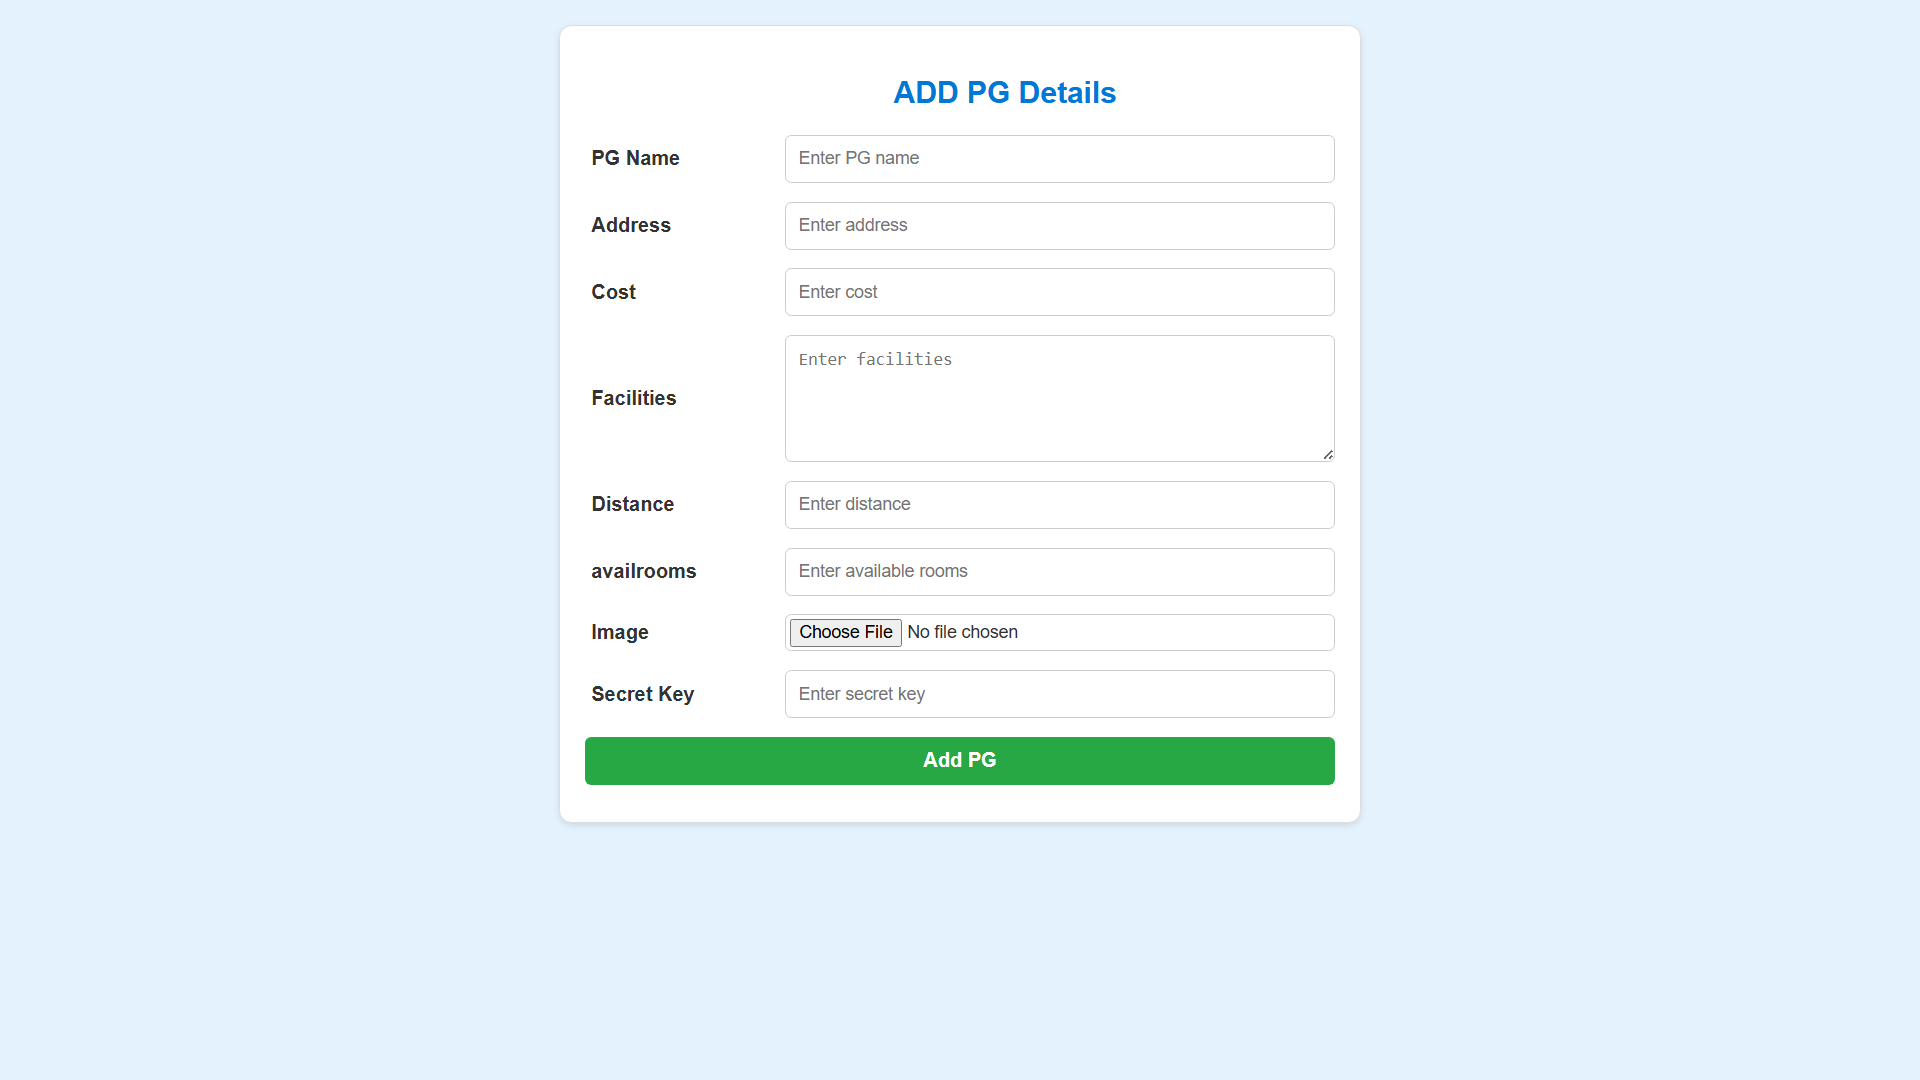 ADD PG Details
PG Name
Enter PG name
Address
Enter address
Cost
Enter cost
Facilities
Enter facilities
Distance
Enter distance
availrooms
Enter available rooms
Image
Choose File No file chosen
Secret Key
Enter secret key
Add PG